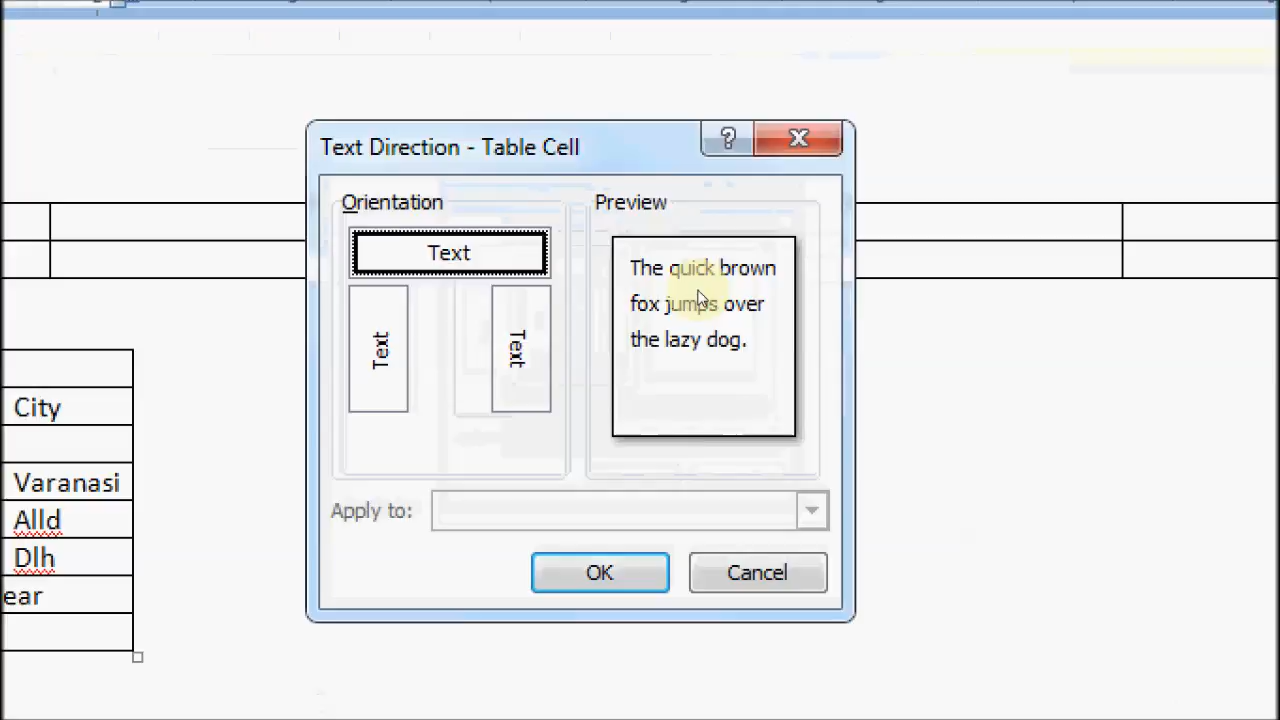 Text Direction - Table Cell
?
X
Orientation
Preview
Text
Text
Text
The quick brown
fox jumps over
the lazy dog.
Apply to:
OK
Cancel
City
Varanasi
Alld
Dlh
ear